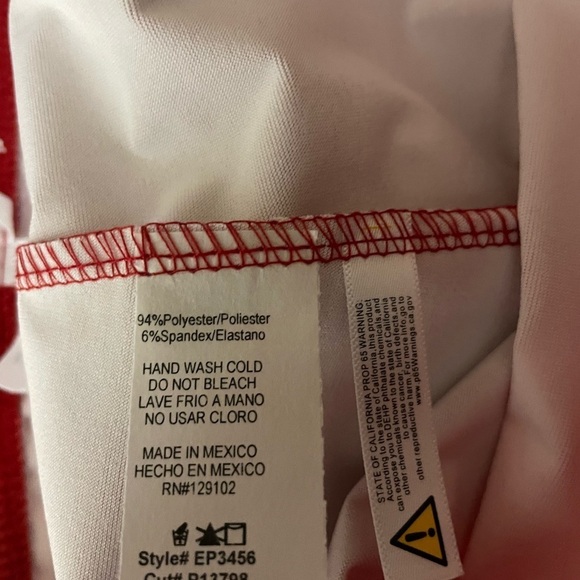 94%Polyester/Poliester
6%Spandex/Elastano
HAND WASH COLD
DO NOT BLEACH
LAVE FRIO A MANO
NO USAR CLORO
MADE IN MEXICO
HECHO EN MEXICO
RN#129102
Style# EP3456
Cut# P13798
STATE OF CALIFORNIA PROP 65 WARNING:
According to the state of California, this product
can expose you to DEHP phthalate chemicals, and
other chemicals known to the state of California
to cause cancer, birth defects, and
other reproductive harm. For more info, go to
www.p65Warnings.ca.gov